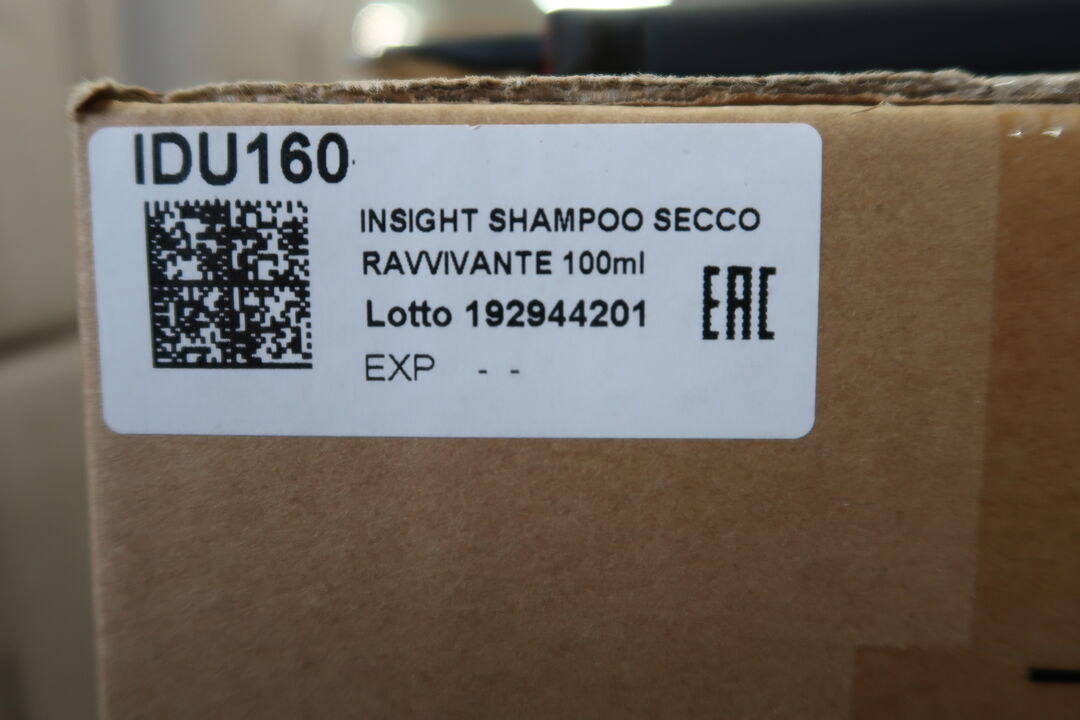 IDU160
INSIGHT SHAMPOO SECCO
RAVVIVANTE 100ml
Lotto 192944201
EAC
EXP - -